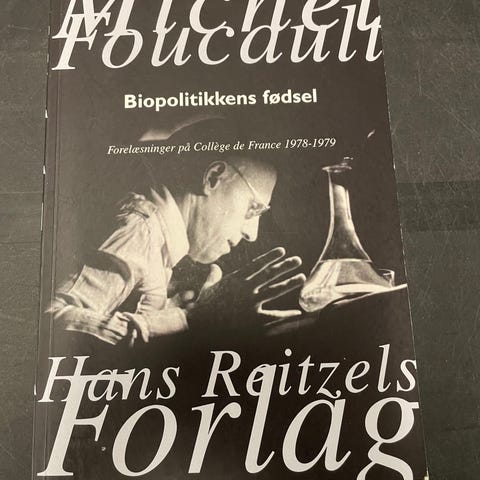 Michel
Foucault
Biopolitikkens fødsel
Forelæsninger på Collège de France 1978-1979
Hans Reitzels
Forlag